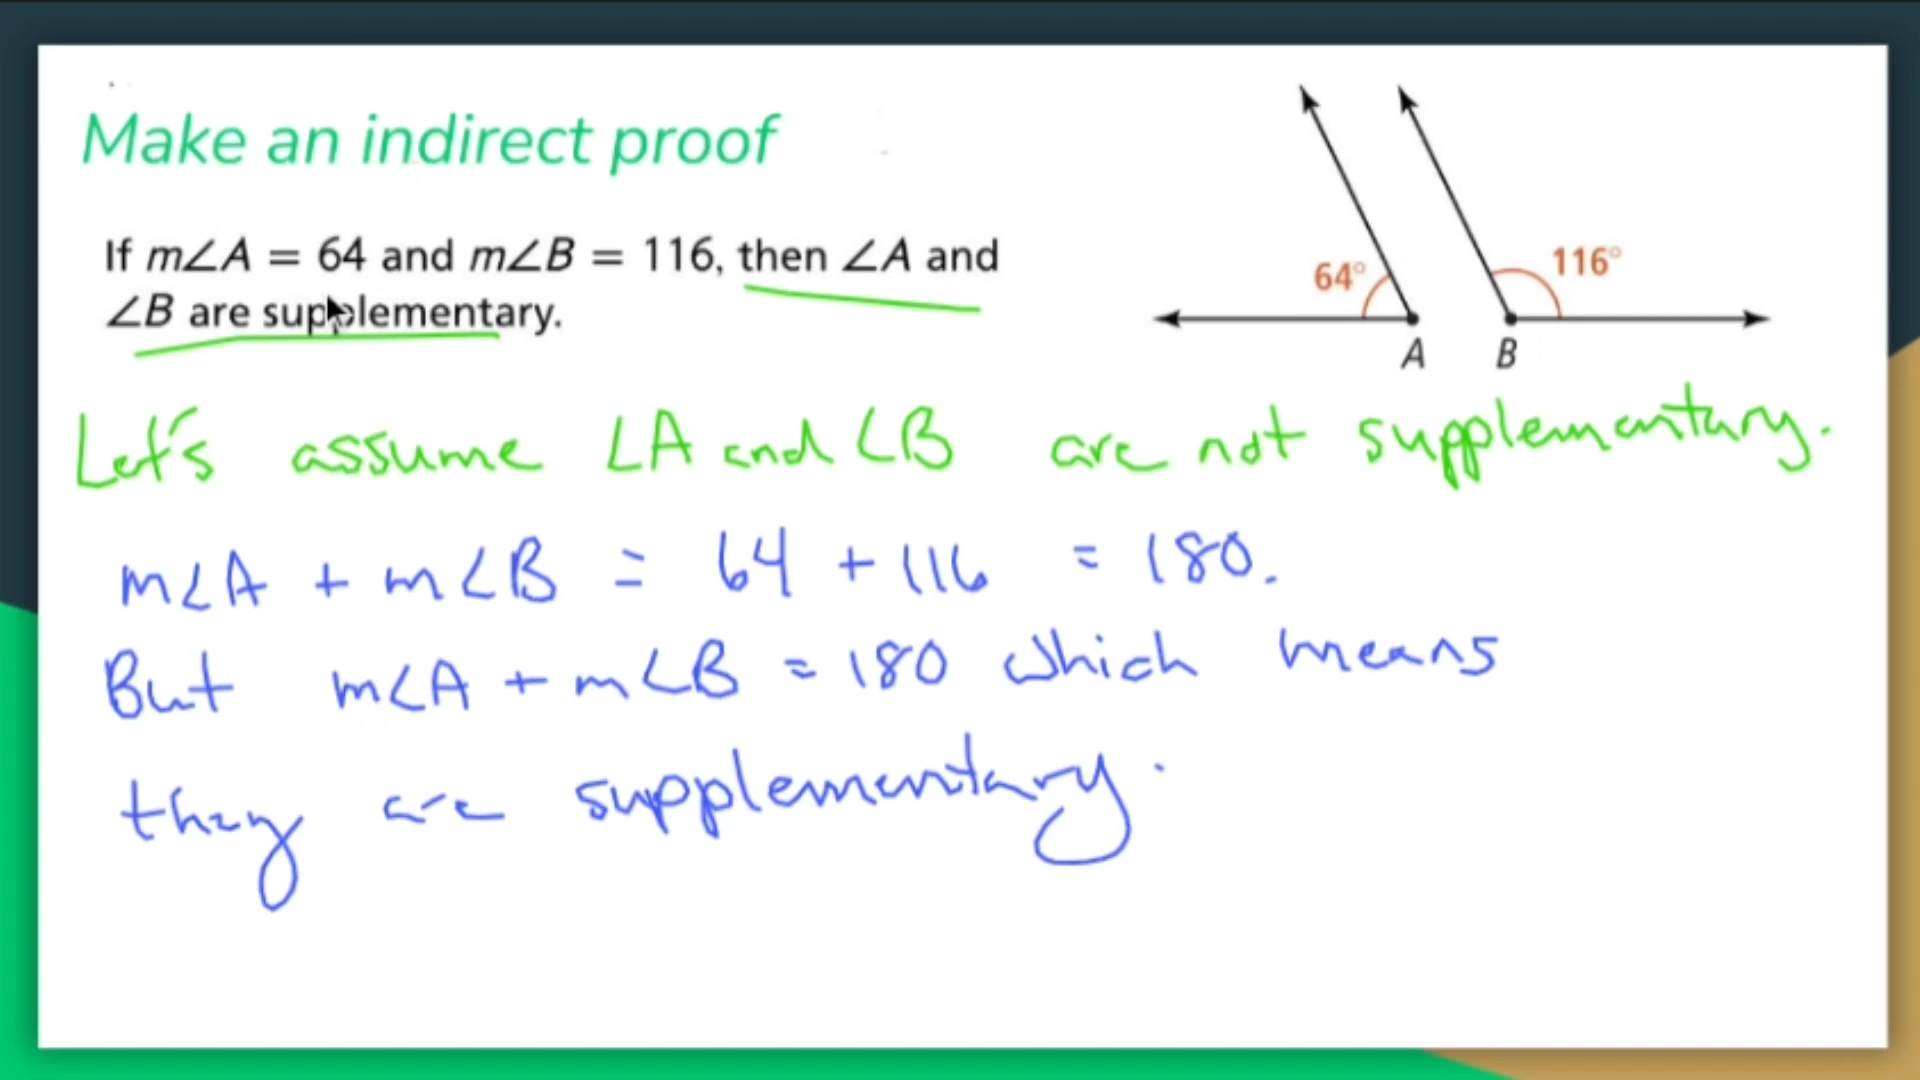 Make an indirect proof
If m∠A = 64 and m∠B = 116, then ∠A and
∠B are supplementary.
64°
116°
A
B
Let's assume ∠A and ∠B are not supplementary.
m∠A + m∠B = 64 + 116 = 180.
But m∠A + m∠B = 180 which means
they are supplementary.